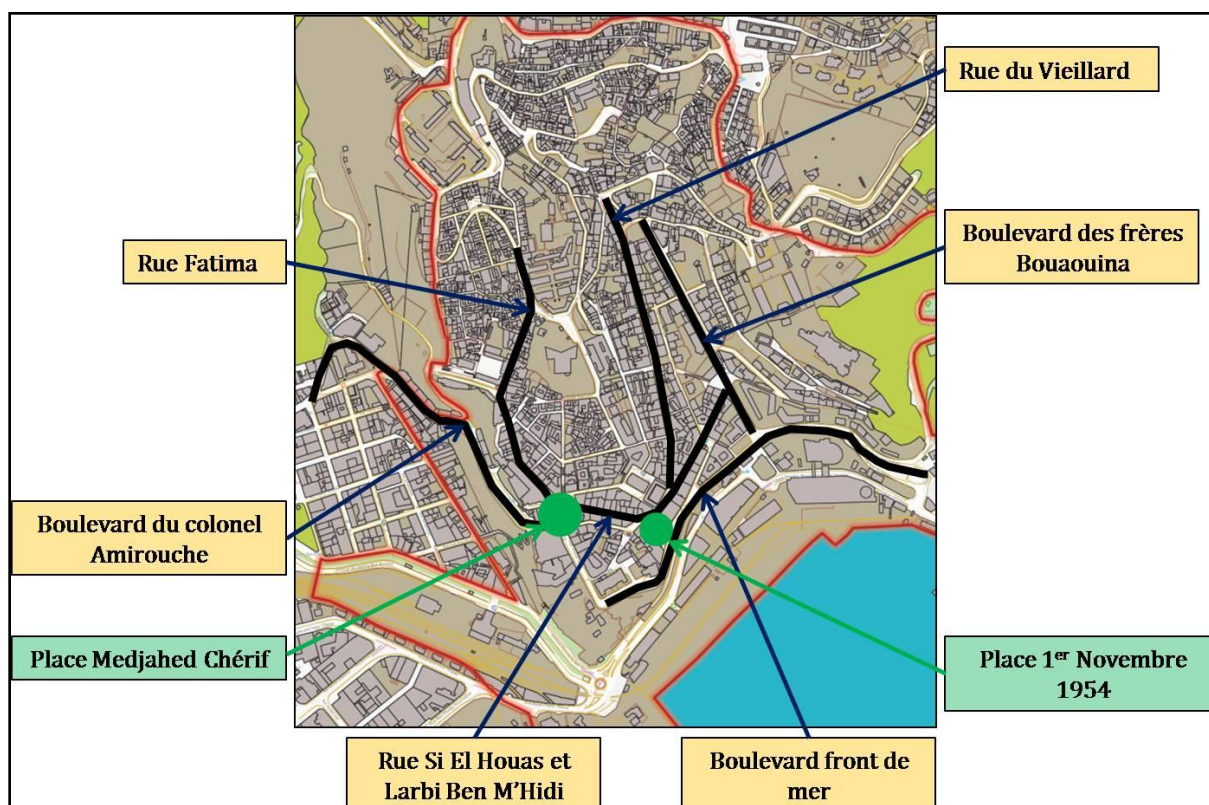 Rue du Vieillard
Rue Fatima
Boulevard des frères
Bouaouina
Boulevard du colonel
Amirouche
Place Medjahed Chérif
Place 1er Novembre
1954
Rue Si El Houas et
Larbi Ben M'Hidi
Boulevard front de
mer